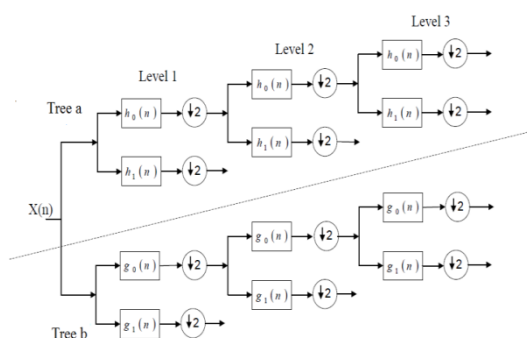 Level 3
h₀(n) ↓2
Level 2
Level 1
h₀(n) ↓2
h₁(n) ↓2
Tree a
h₀(n) ↓2
h₁(n) ↓2
h₁(n) ↓2
X(n)
g₀(n) ↓2
g₀(n) ↓2
g₀(n) ↓2
g₁(n) ↓2
g₁(n) ↓2
g₁(n) ↓2
Tree b